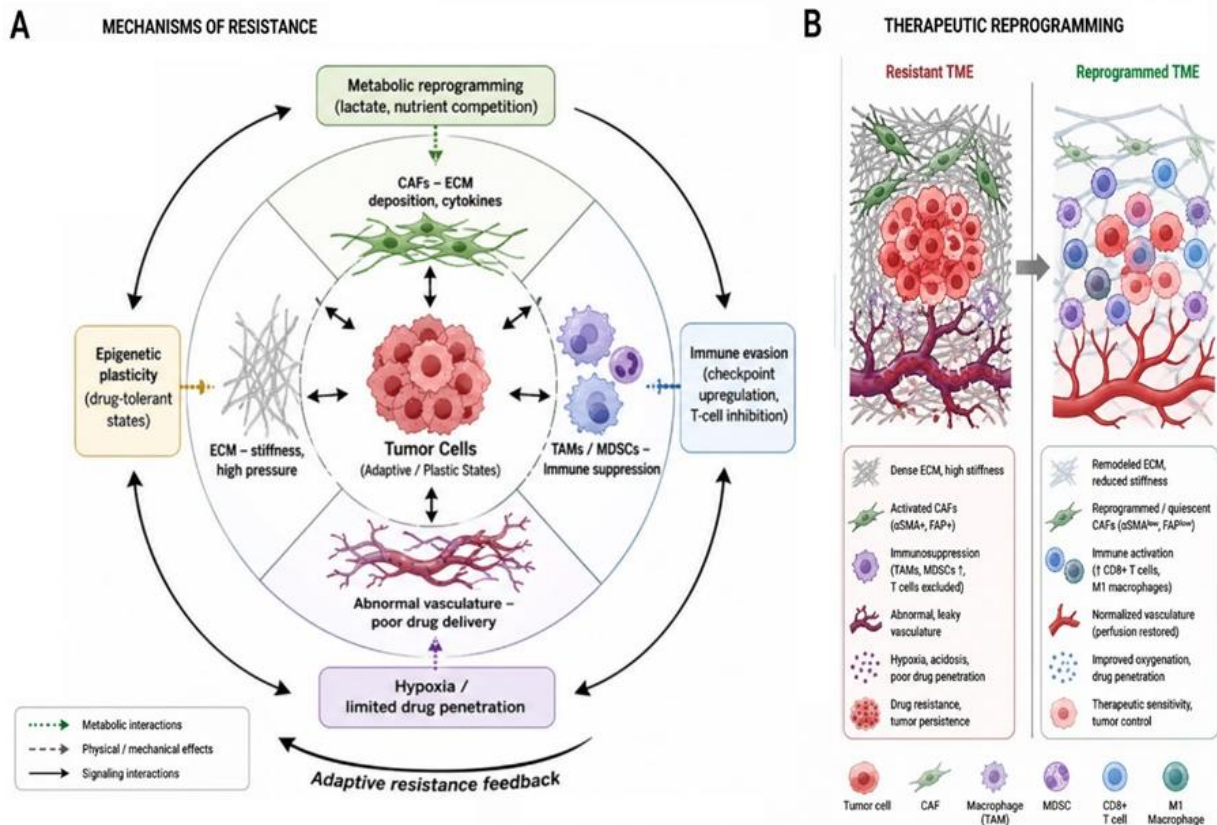 A
MECHANISMS OF RESISTANCE
Metabolic reprogramming
(lactate, nutrient competition)
CAFs – ECM
deposition, cytokines
Epigenetic
plasticity
(drug-tolerant
states)
ECM – stiffness,
high pressure
Tumor Cells
(Adaptive / Plastic States)
TAMs / MDSCs –
Immune suppression
Immune evasion
(checkpoint
upregulation,
T-cell inhibition)
Abnormal vasculature –
poor drug delivery
Hypoxia /
limited drug penetration
Adaptive resistance feedback
Metabolic interactions
Physical / mechanical effects
Signaling interactions
B
THERAPEUTIC REPROGRAMMING
Resistant TME
Reprogrammed TME
Dense ECM, high stiffness
Activated CAFs
(αSMA+, FAP+)
Immunosuppression
(TAMs, MDSCs ↑,
T cells excluded)
Abnormal, leaky
vasculature
Hypoxia, acidosis,
poor drug penetration
Drug resistance,
tumor persistence
Remodeled ECM,
reduced stiffness
Reprogrammed / quiescent
CAFs (αSMAlow, FAPlow)
Immune activation
(↑ CD8+ T cells,
M1 macrophages)
Normalized vasculature
(perfusion restored)
Improved oxygenation,
drug penetration
Therapeutic sensitivity,
tumor control
Tumor cell
CAF
Macrophage
(TAM)
MDSC
CD8+
T cell
M1
Macrophage